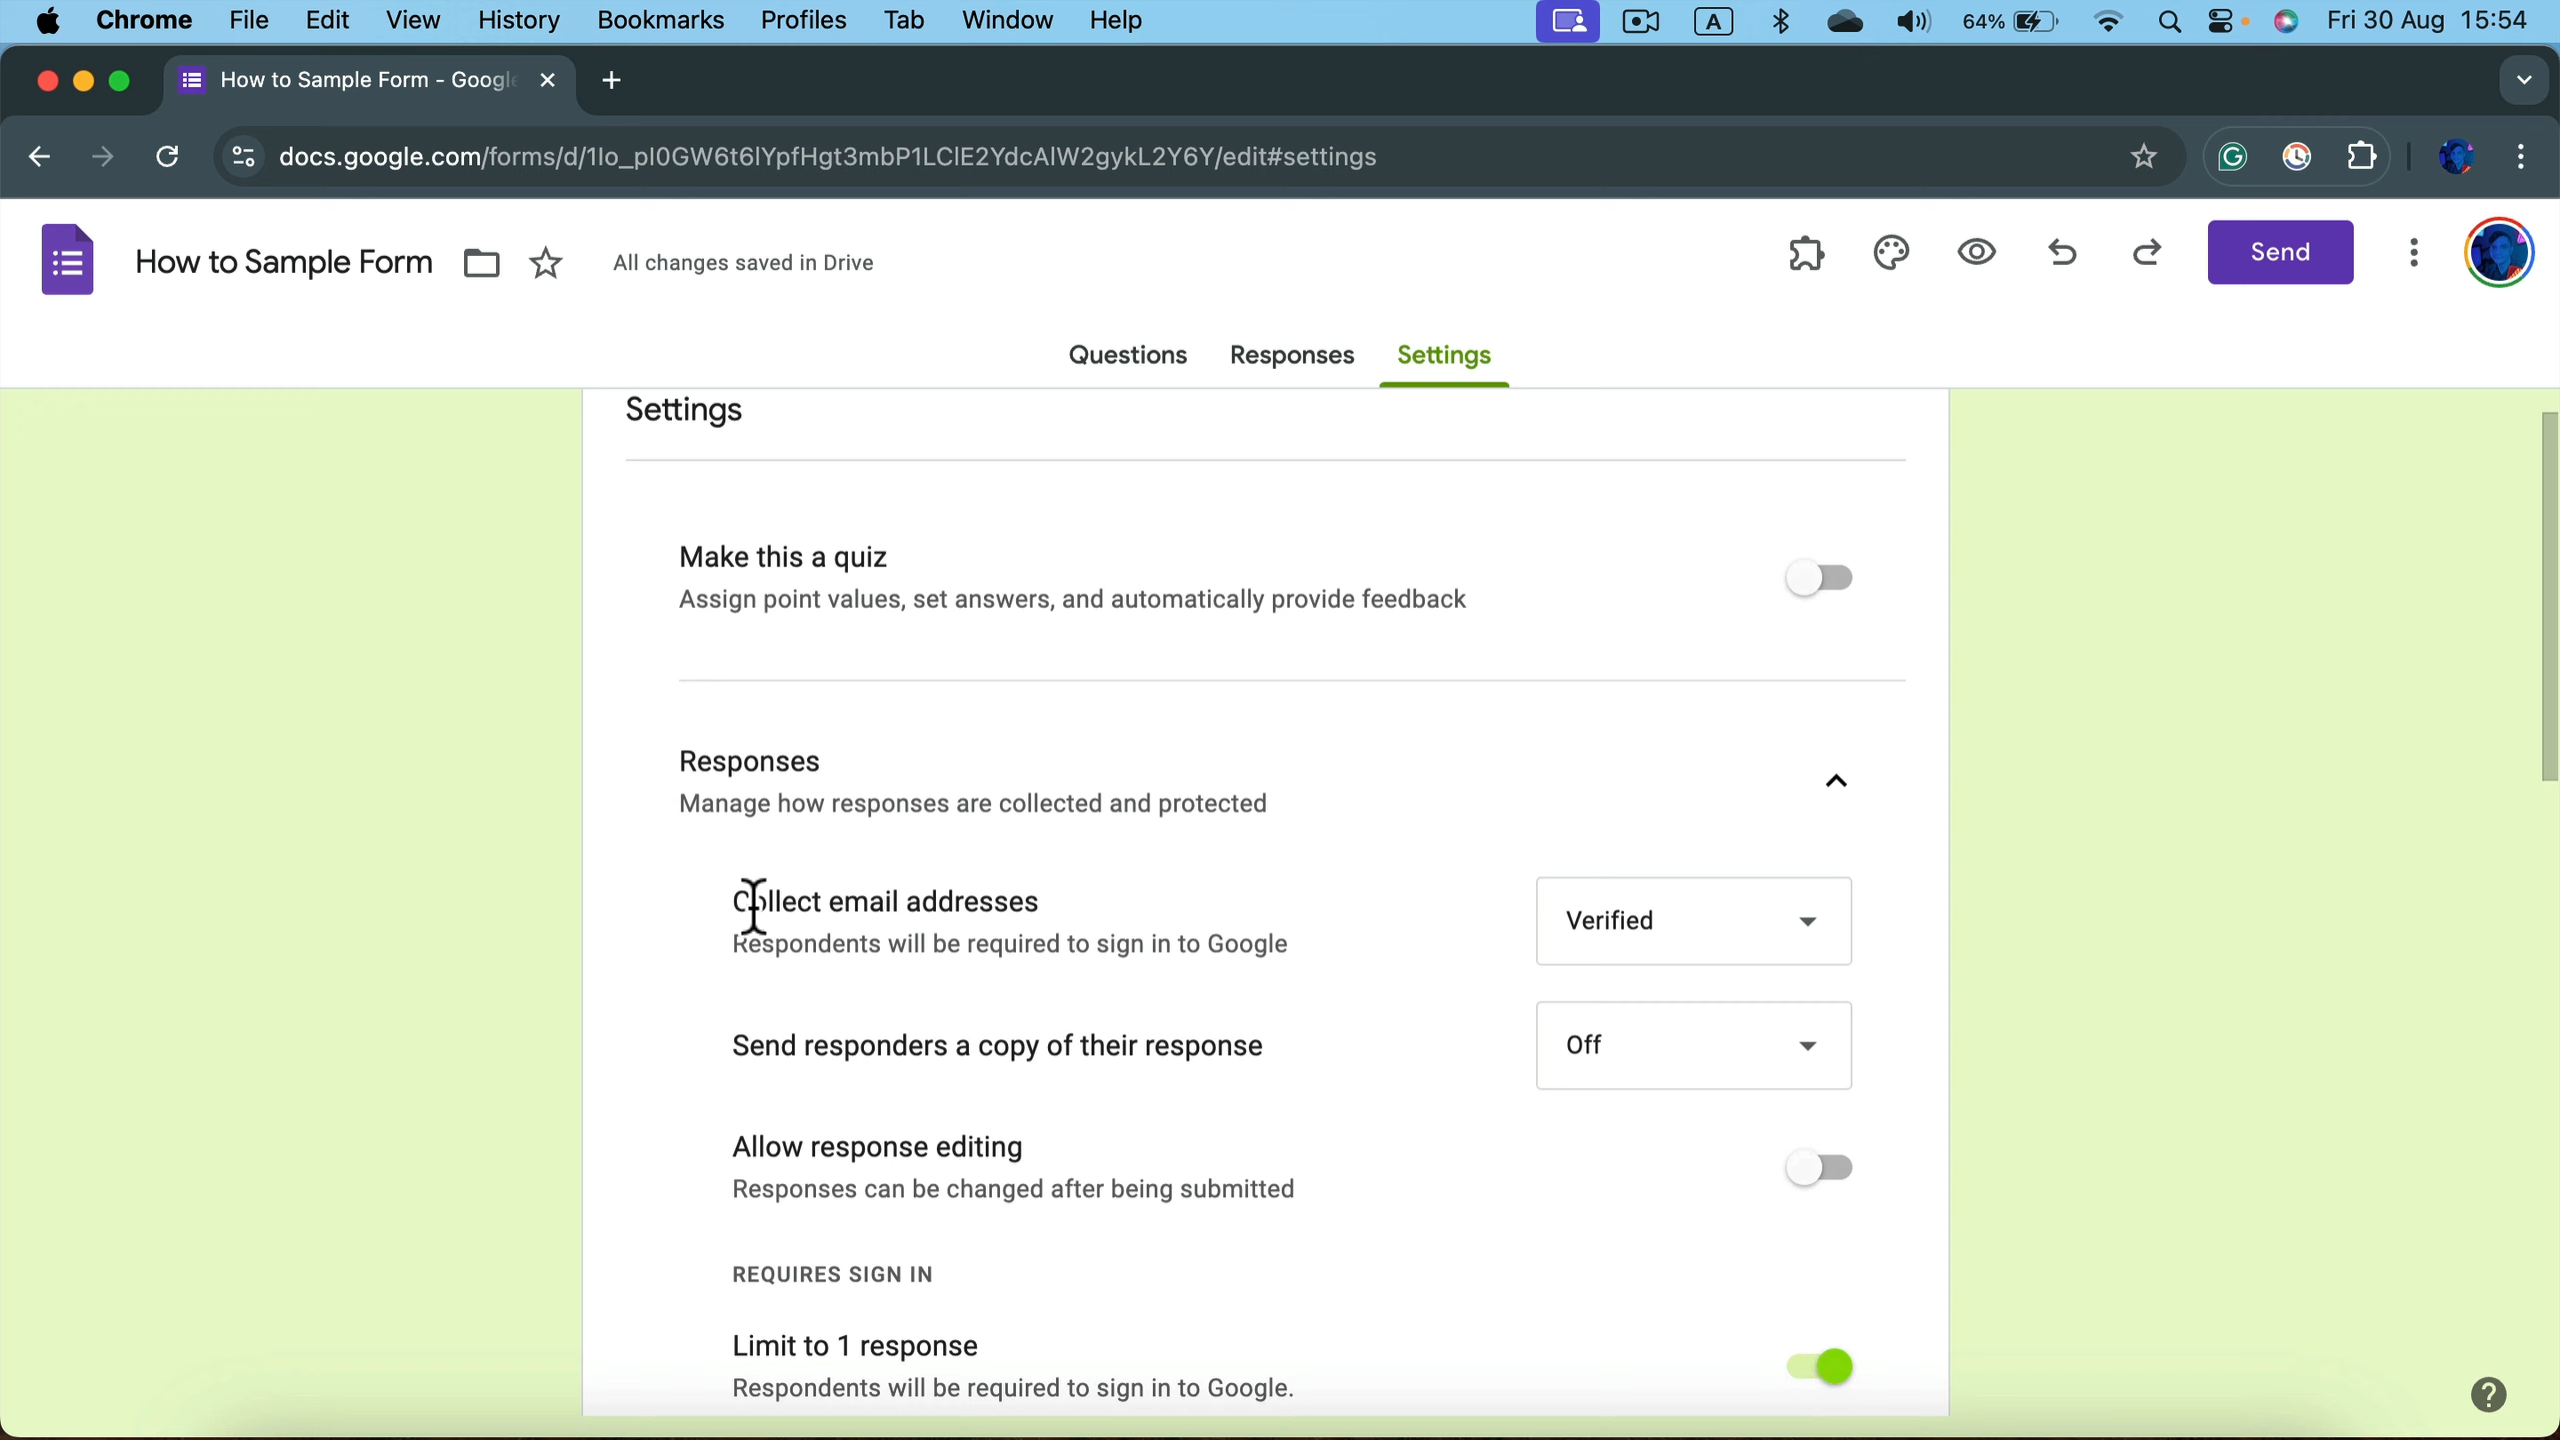 Chrome File Edit View History Bookmarks Profiles Tab Window Help A 64% Fri 30 Aug 15:54
How to Sample Form - Google
docs.google.com/forms/d/1Io_pI0GW6t6IYpfHgt3mbP1LCIE2YdcAIW2gykL2Y6Y/edit#settings
How to Sample Form All changes saved in Drive Send
Questions Responses Settings
Settings
Make this a quiz
Assign point values, set answers, and automatically provide feedback
Responses
Manage how responses are collected and protected
Collect email addresses Verified
Respondents will be required to sign in to Google
Send responders a copy of their response Off
Allow response editing
Responses can be changed after being submitted
REQUIRES SIGN IN
Limit to 1 response
Respondents will be required to sign in to Google.